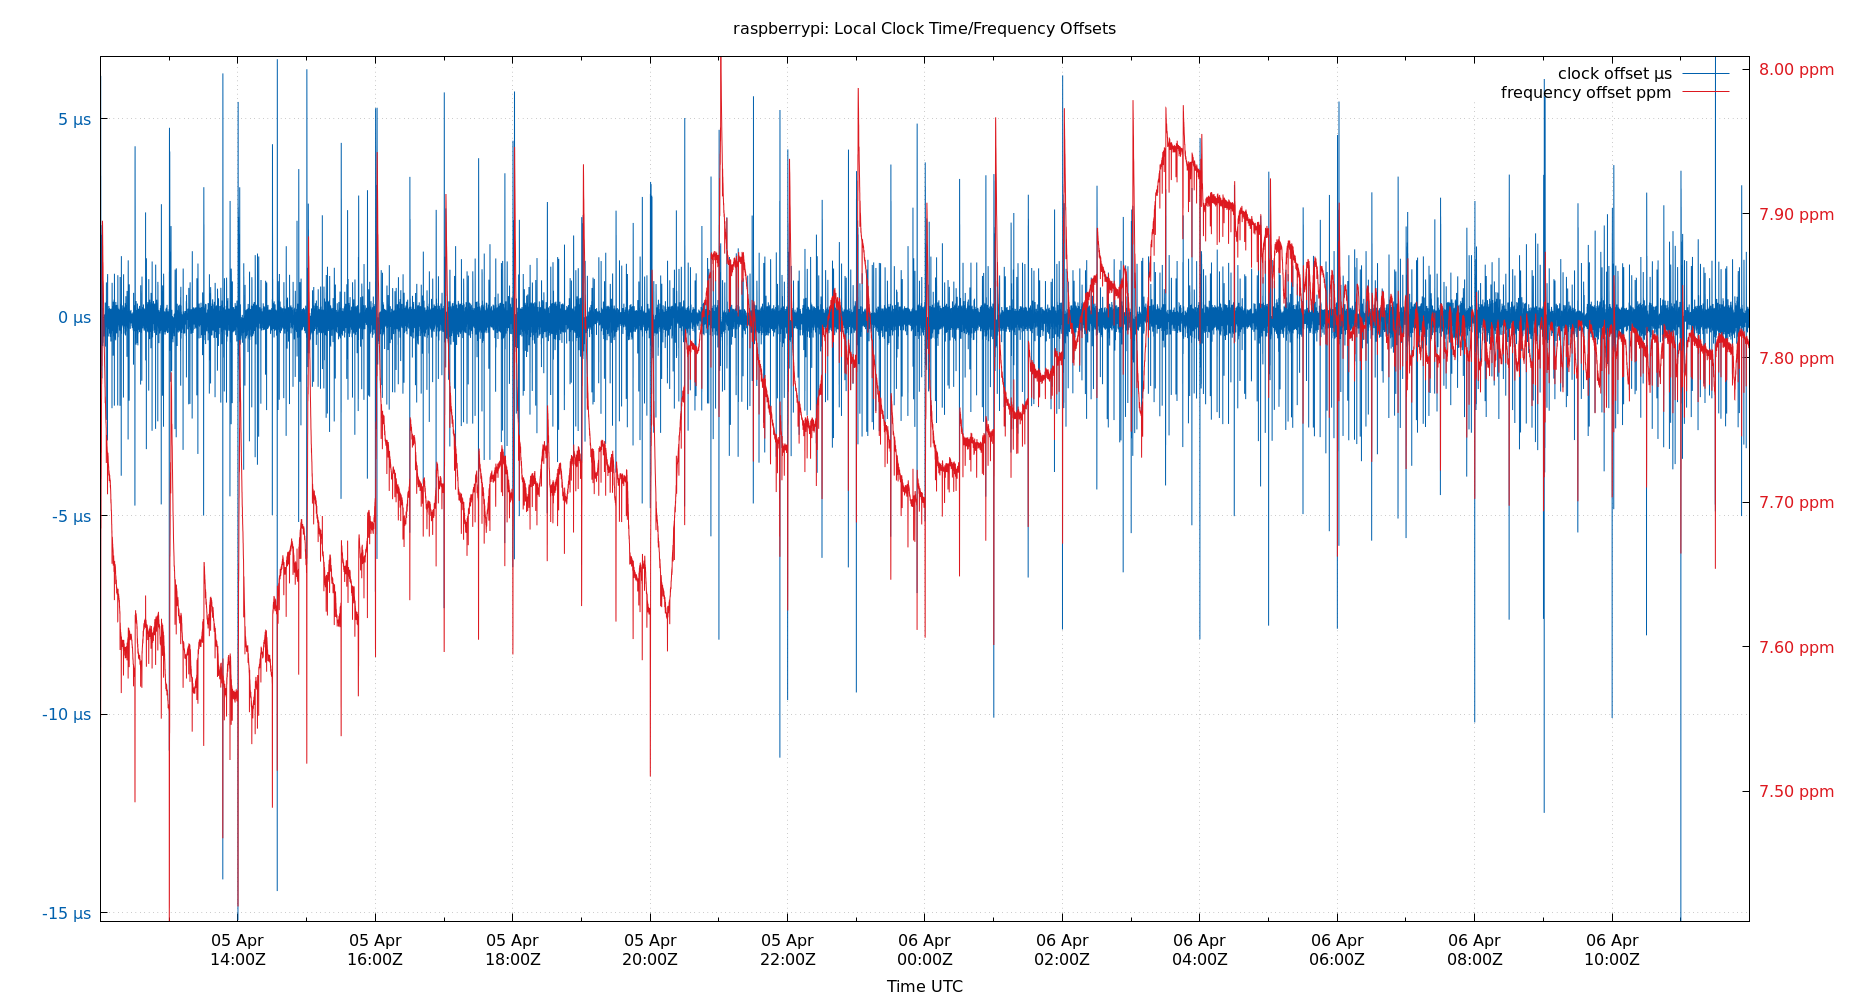 raspberrypi: Local Clock Time/Frequency Offsets
clock offset µs
frequency offset ppm
5 µs
0 µs
-5 µs
-10 µs
-15 µs
8.00 ppm
7.90 ppm
7.80 ppm
7.70 ppm
7.60 ppm
7.50 ppm
05 Apr
14:00Z
05 Apr
16:00Z
05 Apr
18:00Z
05 Apr
20:00Z
05 Apr
22:00Z
06 Apr
00:00Z
06 Apr
02:00Z
06 Apr
04:00Z
06 Apr
06:00Z
06 Apr
08:00Z
06 Apr
10:00Z
Time UTC